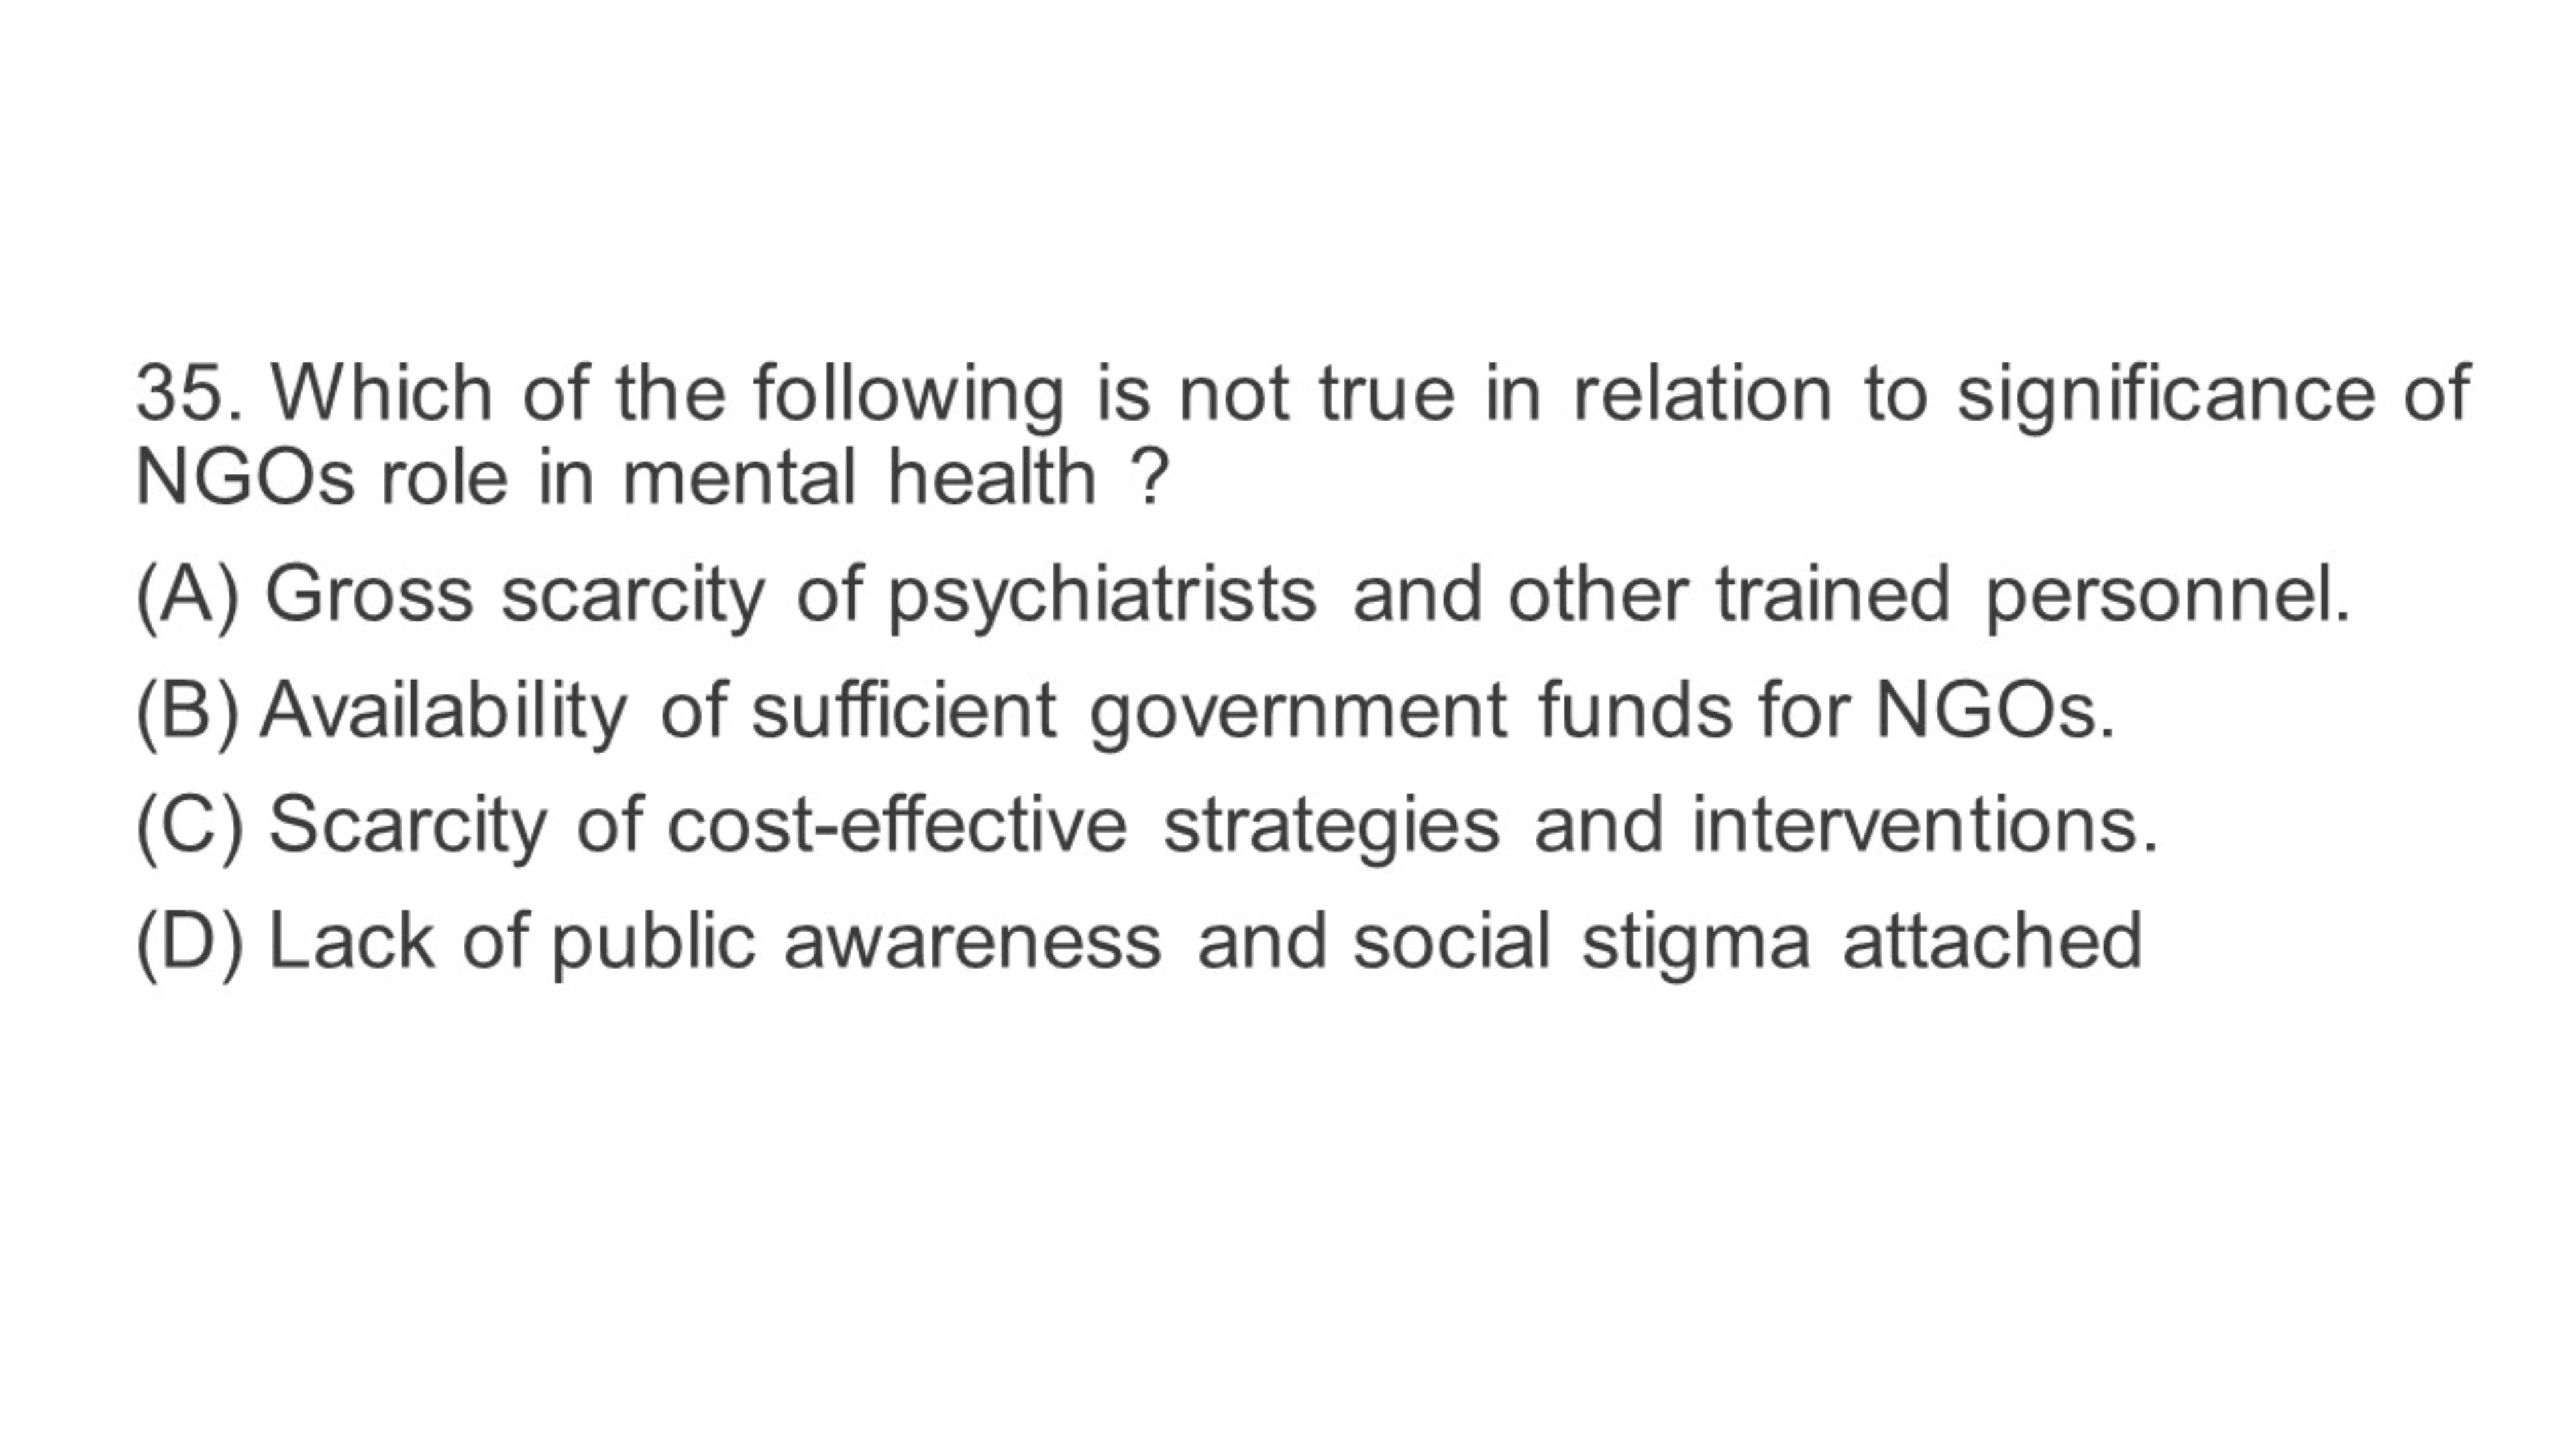 35. Which of the following is not true in relation to significance of
NGOs role in mental health ?
(A) Gross scarcity of psychiatrists and other trained personnel.
(B) Availability of sufficient government funds for NGOs.
(C) Scarcity of cost-effective strategies and interventions.
(D) Lack of public awareness and social stigma attached